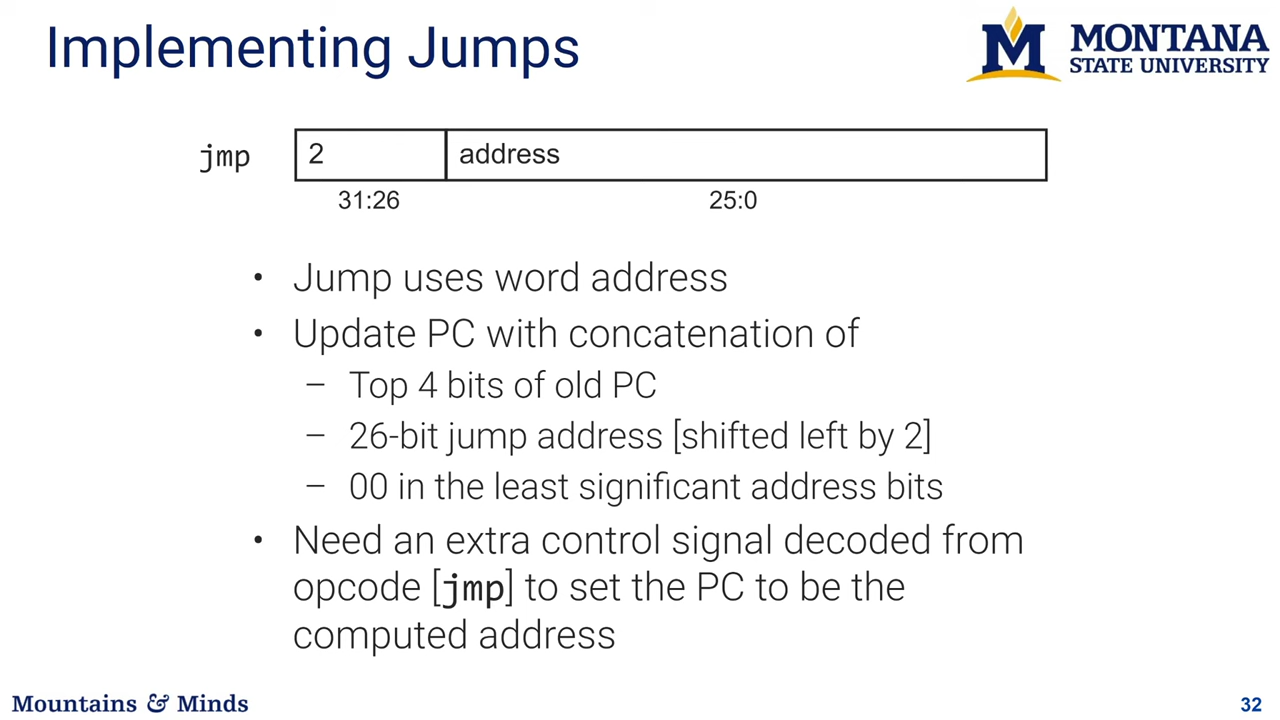 Implementing Jumps
MONTANA
STATE UNIVERSITY
M
jmp
2
address
31:26
25:0
• Jump uses word address
• Update PC with concatenation of
– Top 4 bits of old PC
– 26-bit jump address [shifted left by 2]
– 00 in the least significant address bits
• Need an extra control signal decoded from
opcode [jmp] to set the PC to be the
computed address
Mountains & Minds
32